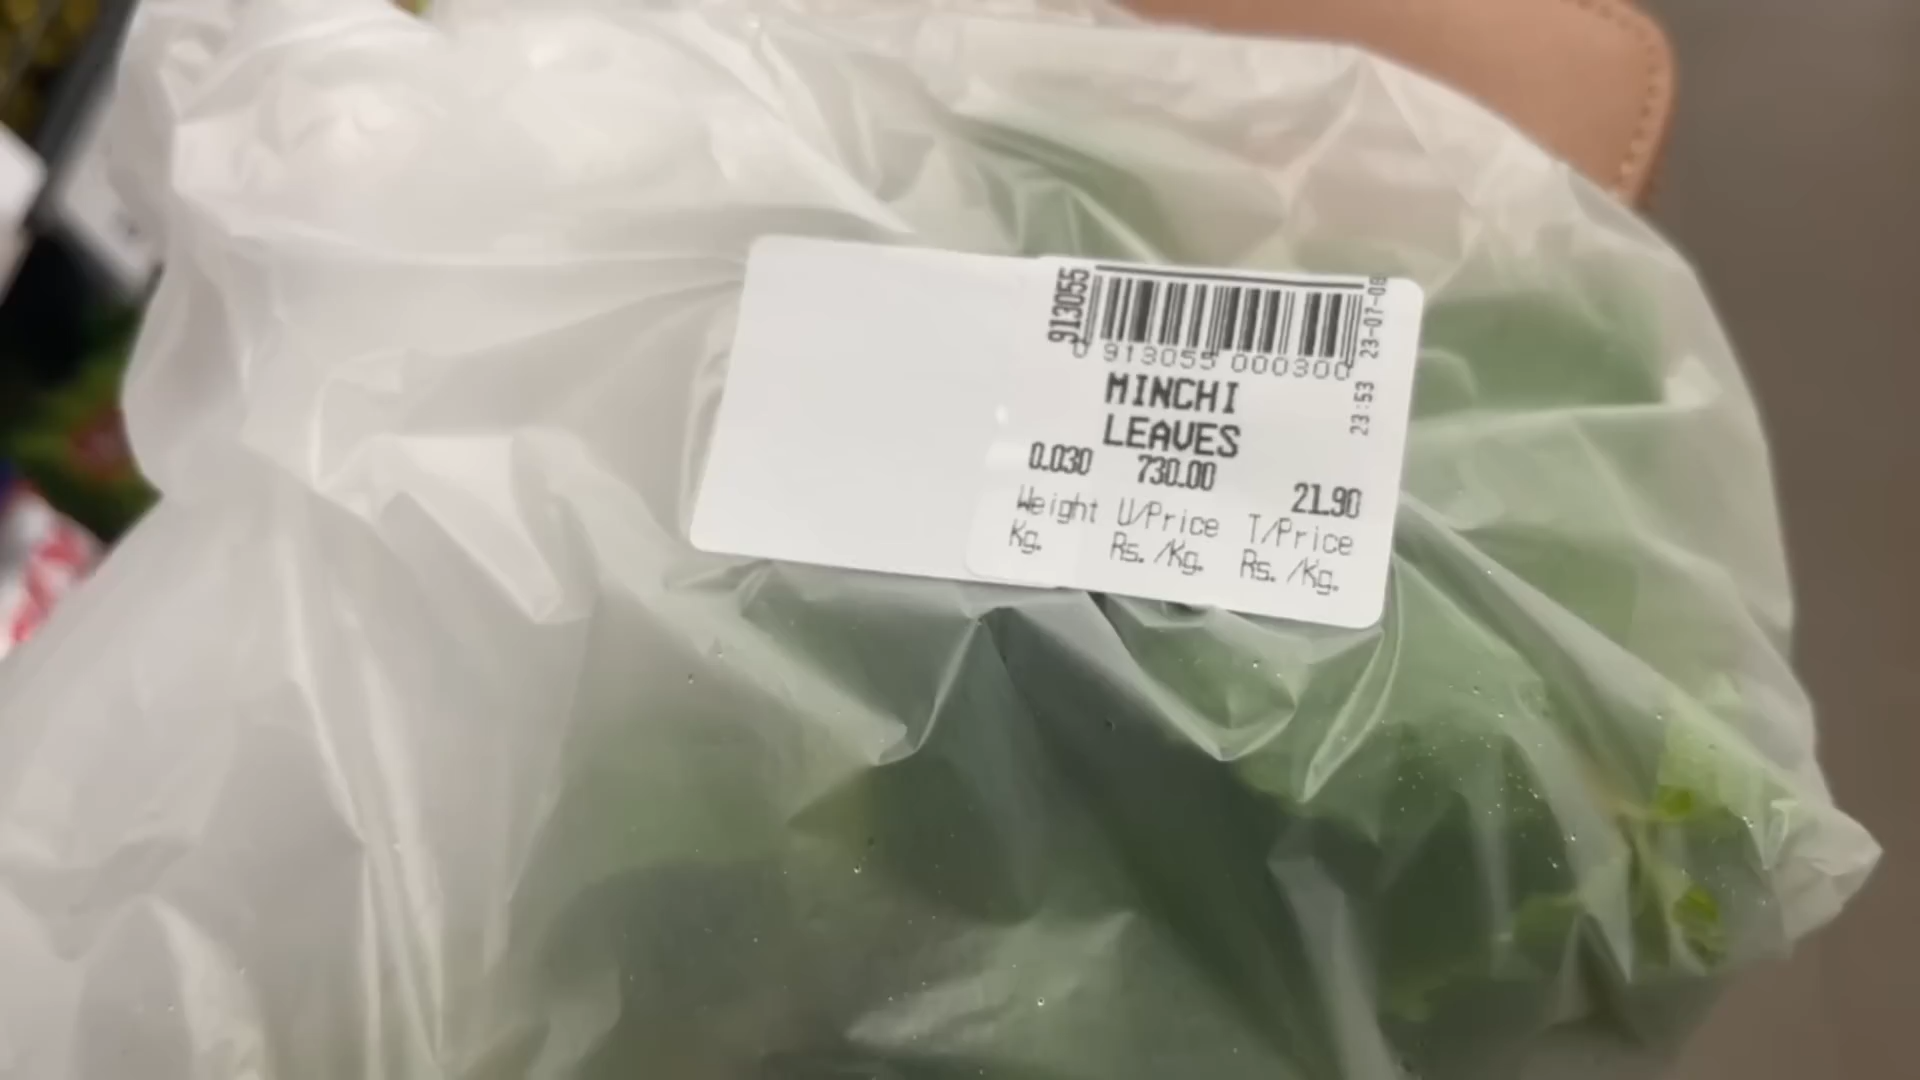 913055
0 913055 000300
23-07-08
23:53
MINCHI
LEAVES
0.030 730.00 21.90
Weight U/Price T/Price
Kg. Rs. /Kg. Rs. /Kg.